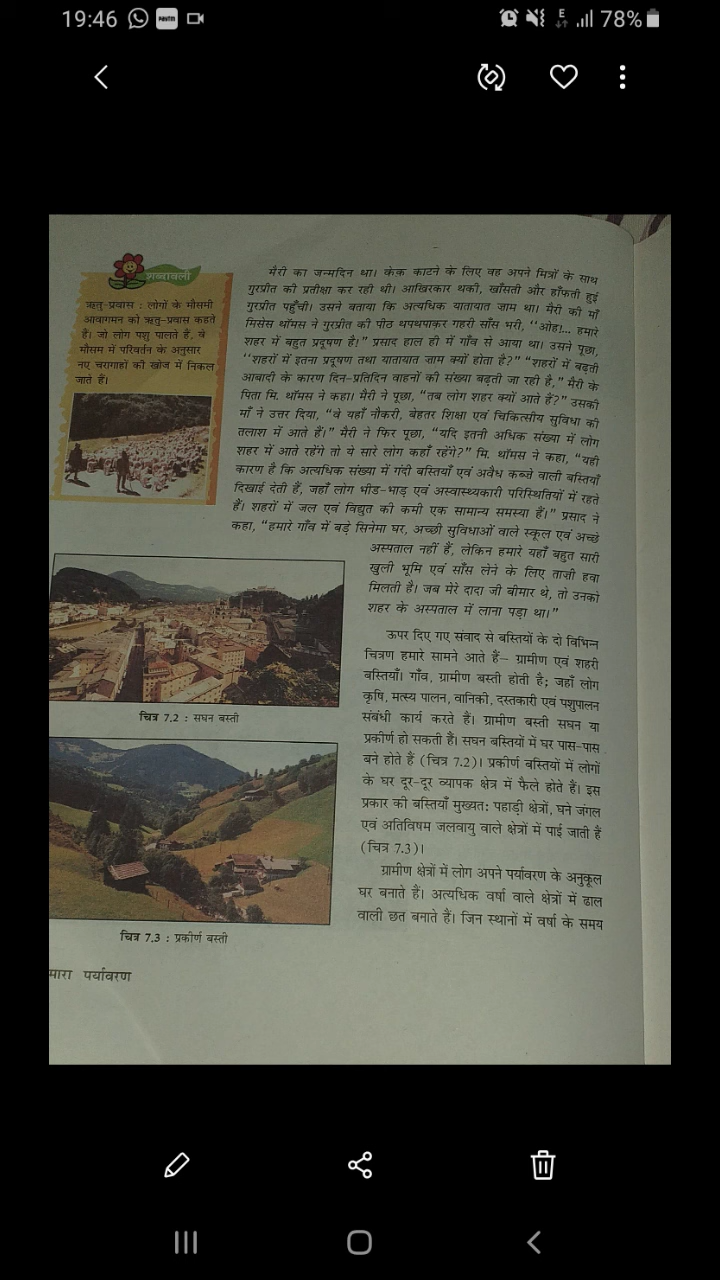 19:46
78%
शब्दावली
ऋतु-प्रवास : लोगों के मौसमी
आवागमन को ऋतु-प्रवास कहते
हैं। जो लोग पशु पालते हैं, वे
मौसम में परिवर्तन के अनुसार
नए चरागाहों की खोज में निकल
जाते हैं।
मैरी का जन्मदिन था। केक काटने के लिए वह अपने मित्रों के साथ
गुरप्रीत की प्रतीक्षा कर रही थी। आखिरकार थकी, खाँसती और हाँफती हुई
गुरप्रीत पहुँची। उसने बताया कि अत्यधिक यातायात जाम था। मैरी की माँ
मिसेस थॉमस ने गुरप्रीत की पीठ थपथपाकर गहरी साँस भरी, ‘‘ओह!... हमारे
शहर में बहुत प्रदूषण है!” प्रसाद हाल ही में गाँव से आया था। उसने पूछा,
‘‘शहरों में इतना प्रदूषण तथा यातायात जाम क्यों होता है?” “शहरों में बढ़ती
आबादी के कारण दिन-प्रतिदिन वाहनों की संख्या बढ़ती जा रही है,” मैरी के
पिता मि. थॉमस ने कहा। मैरी ने पूछा, “तब लोग शहर क्यों आते हैं?” उसकी
माँ ने उत्तर दिया, “वे यहाँ नौकरी, बेहतर शिक्षा एवं चिकित्सीय सुविधा की
तलाश में आते हैं।” मैरी ने फिर पूछा, “यदि इतनी अधिक संख्या में लोग
शहर में आते रहेंगे तो ये सारे लोग कहाँ रहेंगे?” मि. थॉमस ने कहा, “यही
कारण है कि अत्यधिक संख्या में गंदी बस्तियाँ एवं अवैध कब्जे वाली बस्तियाँ
दिखाई देती हैं, जहाँ लोग भीड-भाड़ एवं अस्वास्थ्यकारी परिस्थितियों में रहते
हैं। शहरों में जल एवं विद्युत की कमी एक सामान्य समस्या है।” प्रसाद ने
कहा, “हमारे गाँव में बड़े सिनेमा घर, अच्छी सुविधाओं वाले स्कूल एवं अच्छे
अस्पताल नहीं हैं, लेकिन हमारे यहाँ बहुत सारी
खुली भूमि एवं साँस लेने के लिए ताज़ी हवा
मिलती है। जब मेरे दादा जी बीमार थे, तो उनको
शहर के अस्पताल में लाना पड़ा था।”
चित्र 7.2 : सघन बस्ती
ऊपर दिए गए संवाद से बस्तियों के दो विभिन्न
चित्रण हमारे सामने आते हैं– ग्रामीण एवं शहरी
बस्तियाँ। गाँव, ग्रामीण बस्ती होती है; जहाँ लोग
कृषि, मत्स्य पालन, वानिकी, दस्तकारी एवं पशुपालन
संबंधी कार्य करते हैं। ग्रामीण बस्ती सघन या
प्रकीर्ण हो सकती हैं। सघन बस्तियों में घर पास-पास
बने होते हैं (चित्र 7.2)। प्रकीर्ण बस्तियों में लोगों
के घर दूर-दूर व्यापक क्षेत्र में फैले होते हैं। इस
प्रकार की बस्तियाँ मुख्यत: पहाड़ी क्षेत्रों, घने जंगल
एवं अतिविषम जलवायु वाले क्षेत्रों में पाई जाती हैं
(चित्र 7.3)।
ग्रामीण क्षेत्रों में लोग अपने पर्यावरण के अनुकूल
घर बनाते हैं। अत्यधिक वर्षा वाले क्षेत्रों में ढाल
वाली छत बनाते हैं। जिन स्थानों में वर्षा के समय
चित्र 7.3 : प्रकीर्ण बस्ती
मारा पर्यावरण